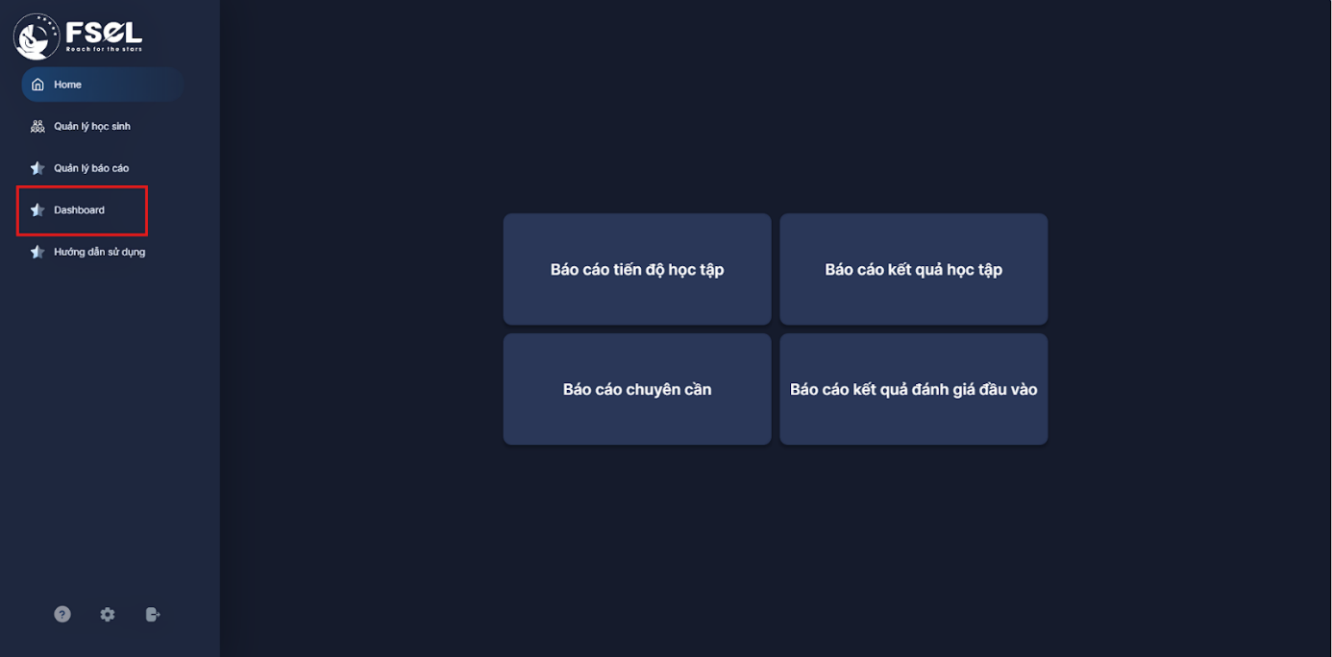 FSEL
Reach for the stars
Home
Quản lý học sinh
Quản lý báo cáo
Dashboard
Hướng dẫn sử dụng
Báo cáo tiến độ học tập
Báo cáo kết quả học tập
Báo cáo chuyên cần
Báo cáo kết quả đánh giá đầu vào
?